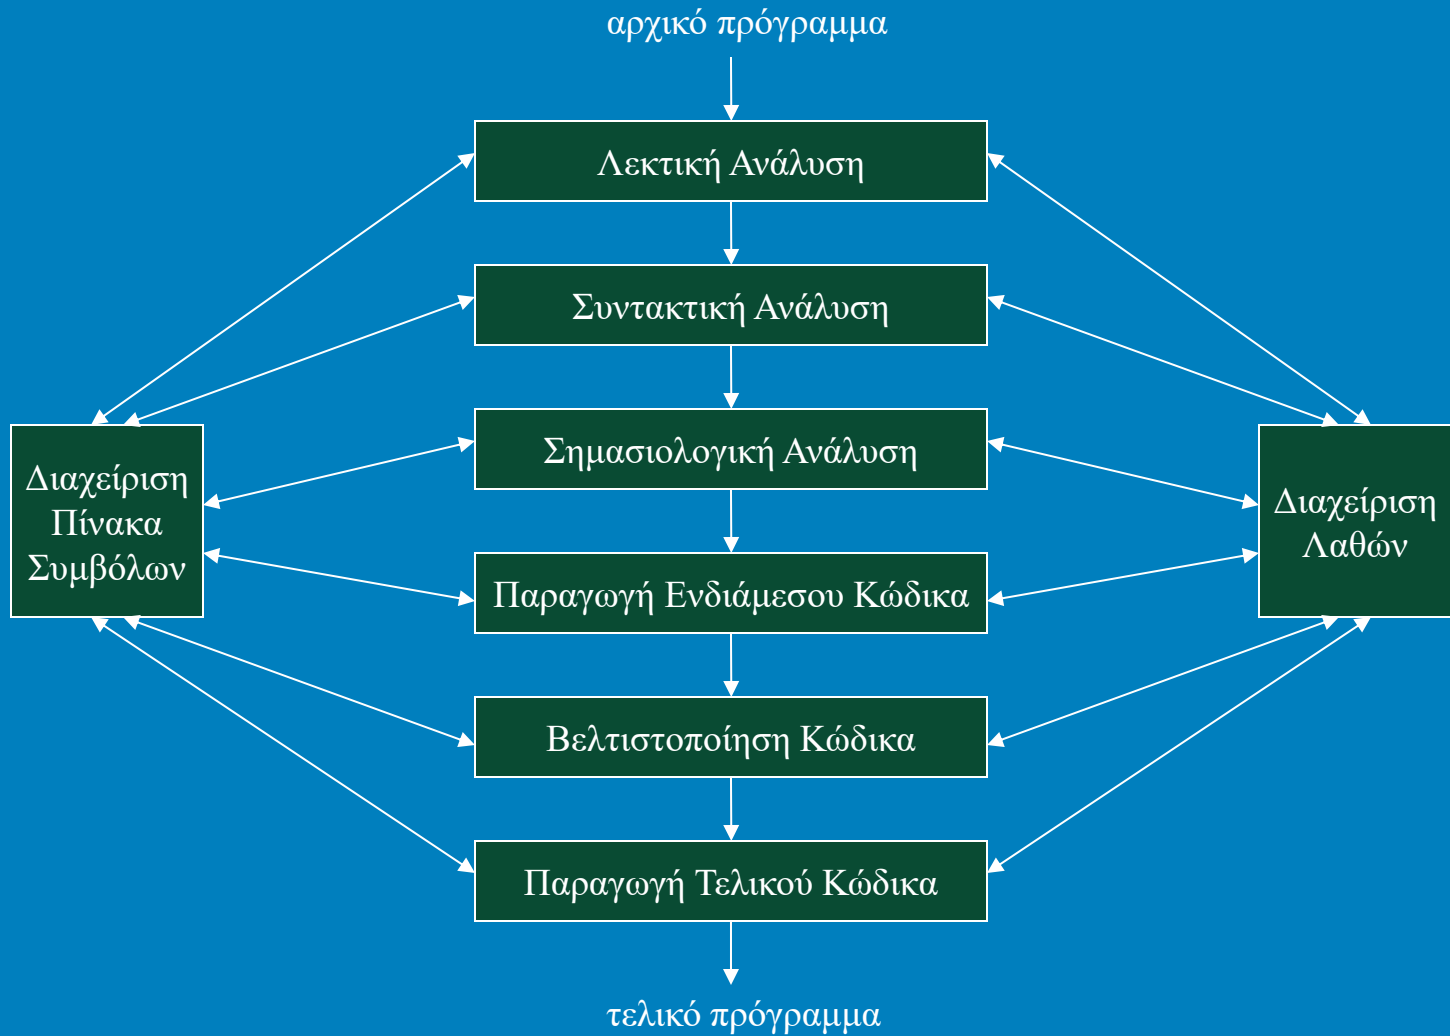 αρχικό πρόγραμμα
Λεκτική Ανάλυση
Συντακτική Ανάλυση
Σημασιολογική Ανάλυση
Διαχείριση
Πίνακα
Συμβόλων
Διαχείριση
Λαθών
Παραγωγή Ενδιάμεσου Κώδικα
Βελτιστοποίηση Κώδικα
Παραγωγή Τελικού Κώδικα
τελικό πρόγραμμα